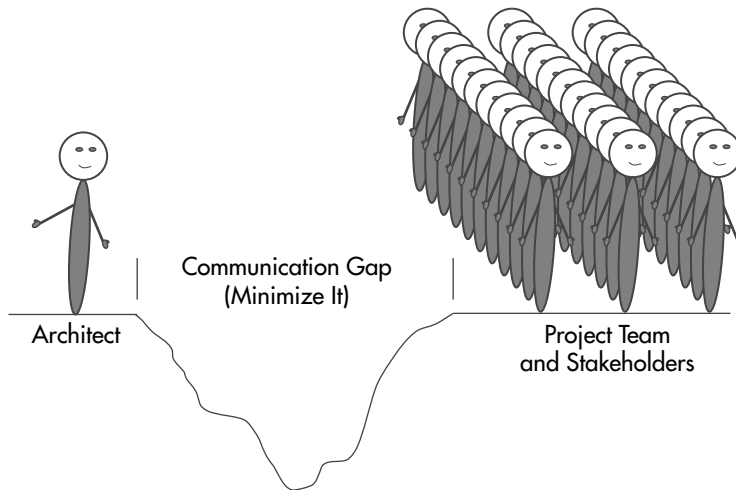 Communication Gap
(Minimize It)
Architect
Project Team
and Stakeholders